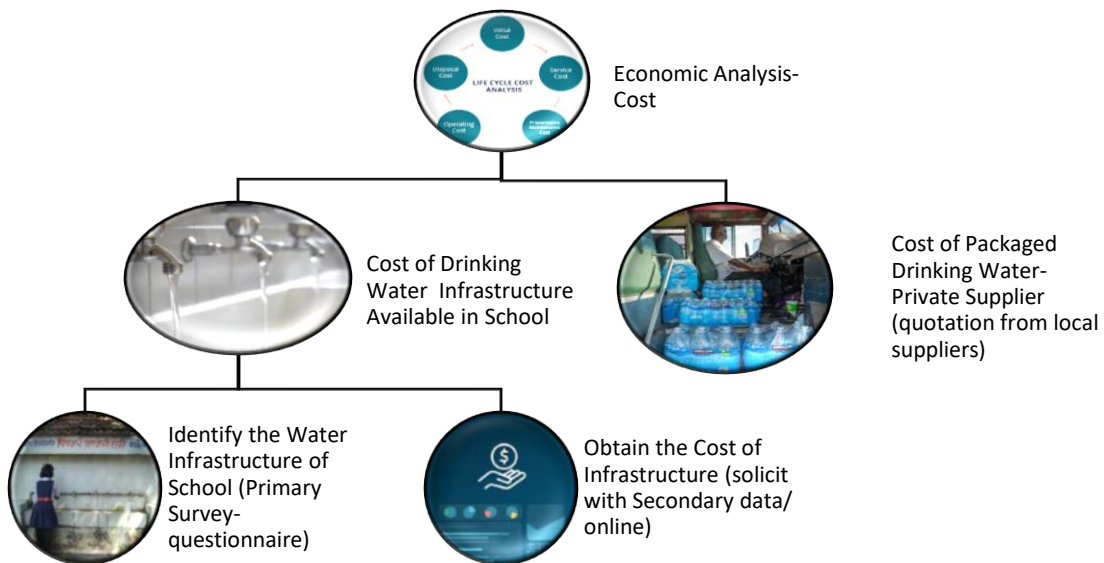 Initial
Cost
Disposal
Cost
Service
Cost
LIFE CYCLE COST
ANALYSIS
Operating
Cost
Cost
Economic Analysis-
Cost
Cost of Drinking
Water Infrastructure
Available in School
Cost of Packaged
Drinking Water-
Private Supplier
(quotation from local
suppliers)
Identify the Water
Infrastructure of
School (Primary
Survey-
questionnaire)
$
Obtain the Cost of
Infrastructure (solicit
with Secondary data/
online)